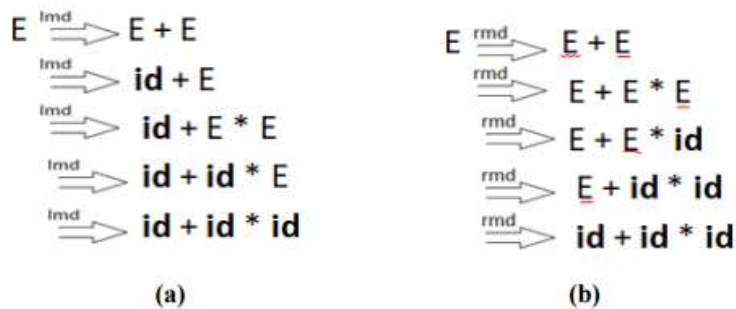 E lmd E + E
lmd id + E
lmd id + E * E
lmd id + id * E
lmd id + id * id
(a)
E rmd E + E
rmd E + E * E
rmd E + E * id
rmd E + id * id
rmd id + id * id
(b)